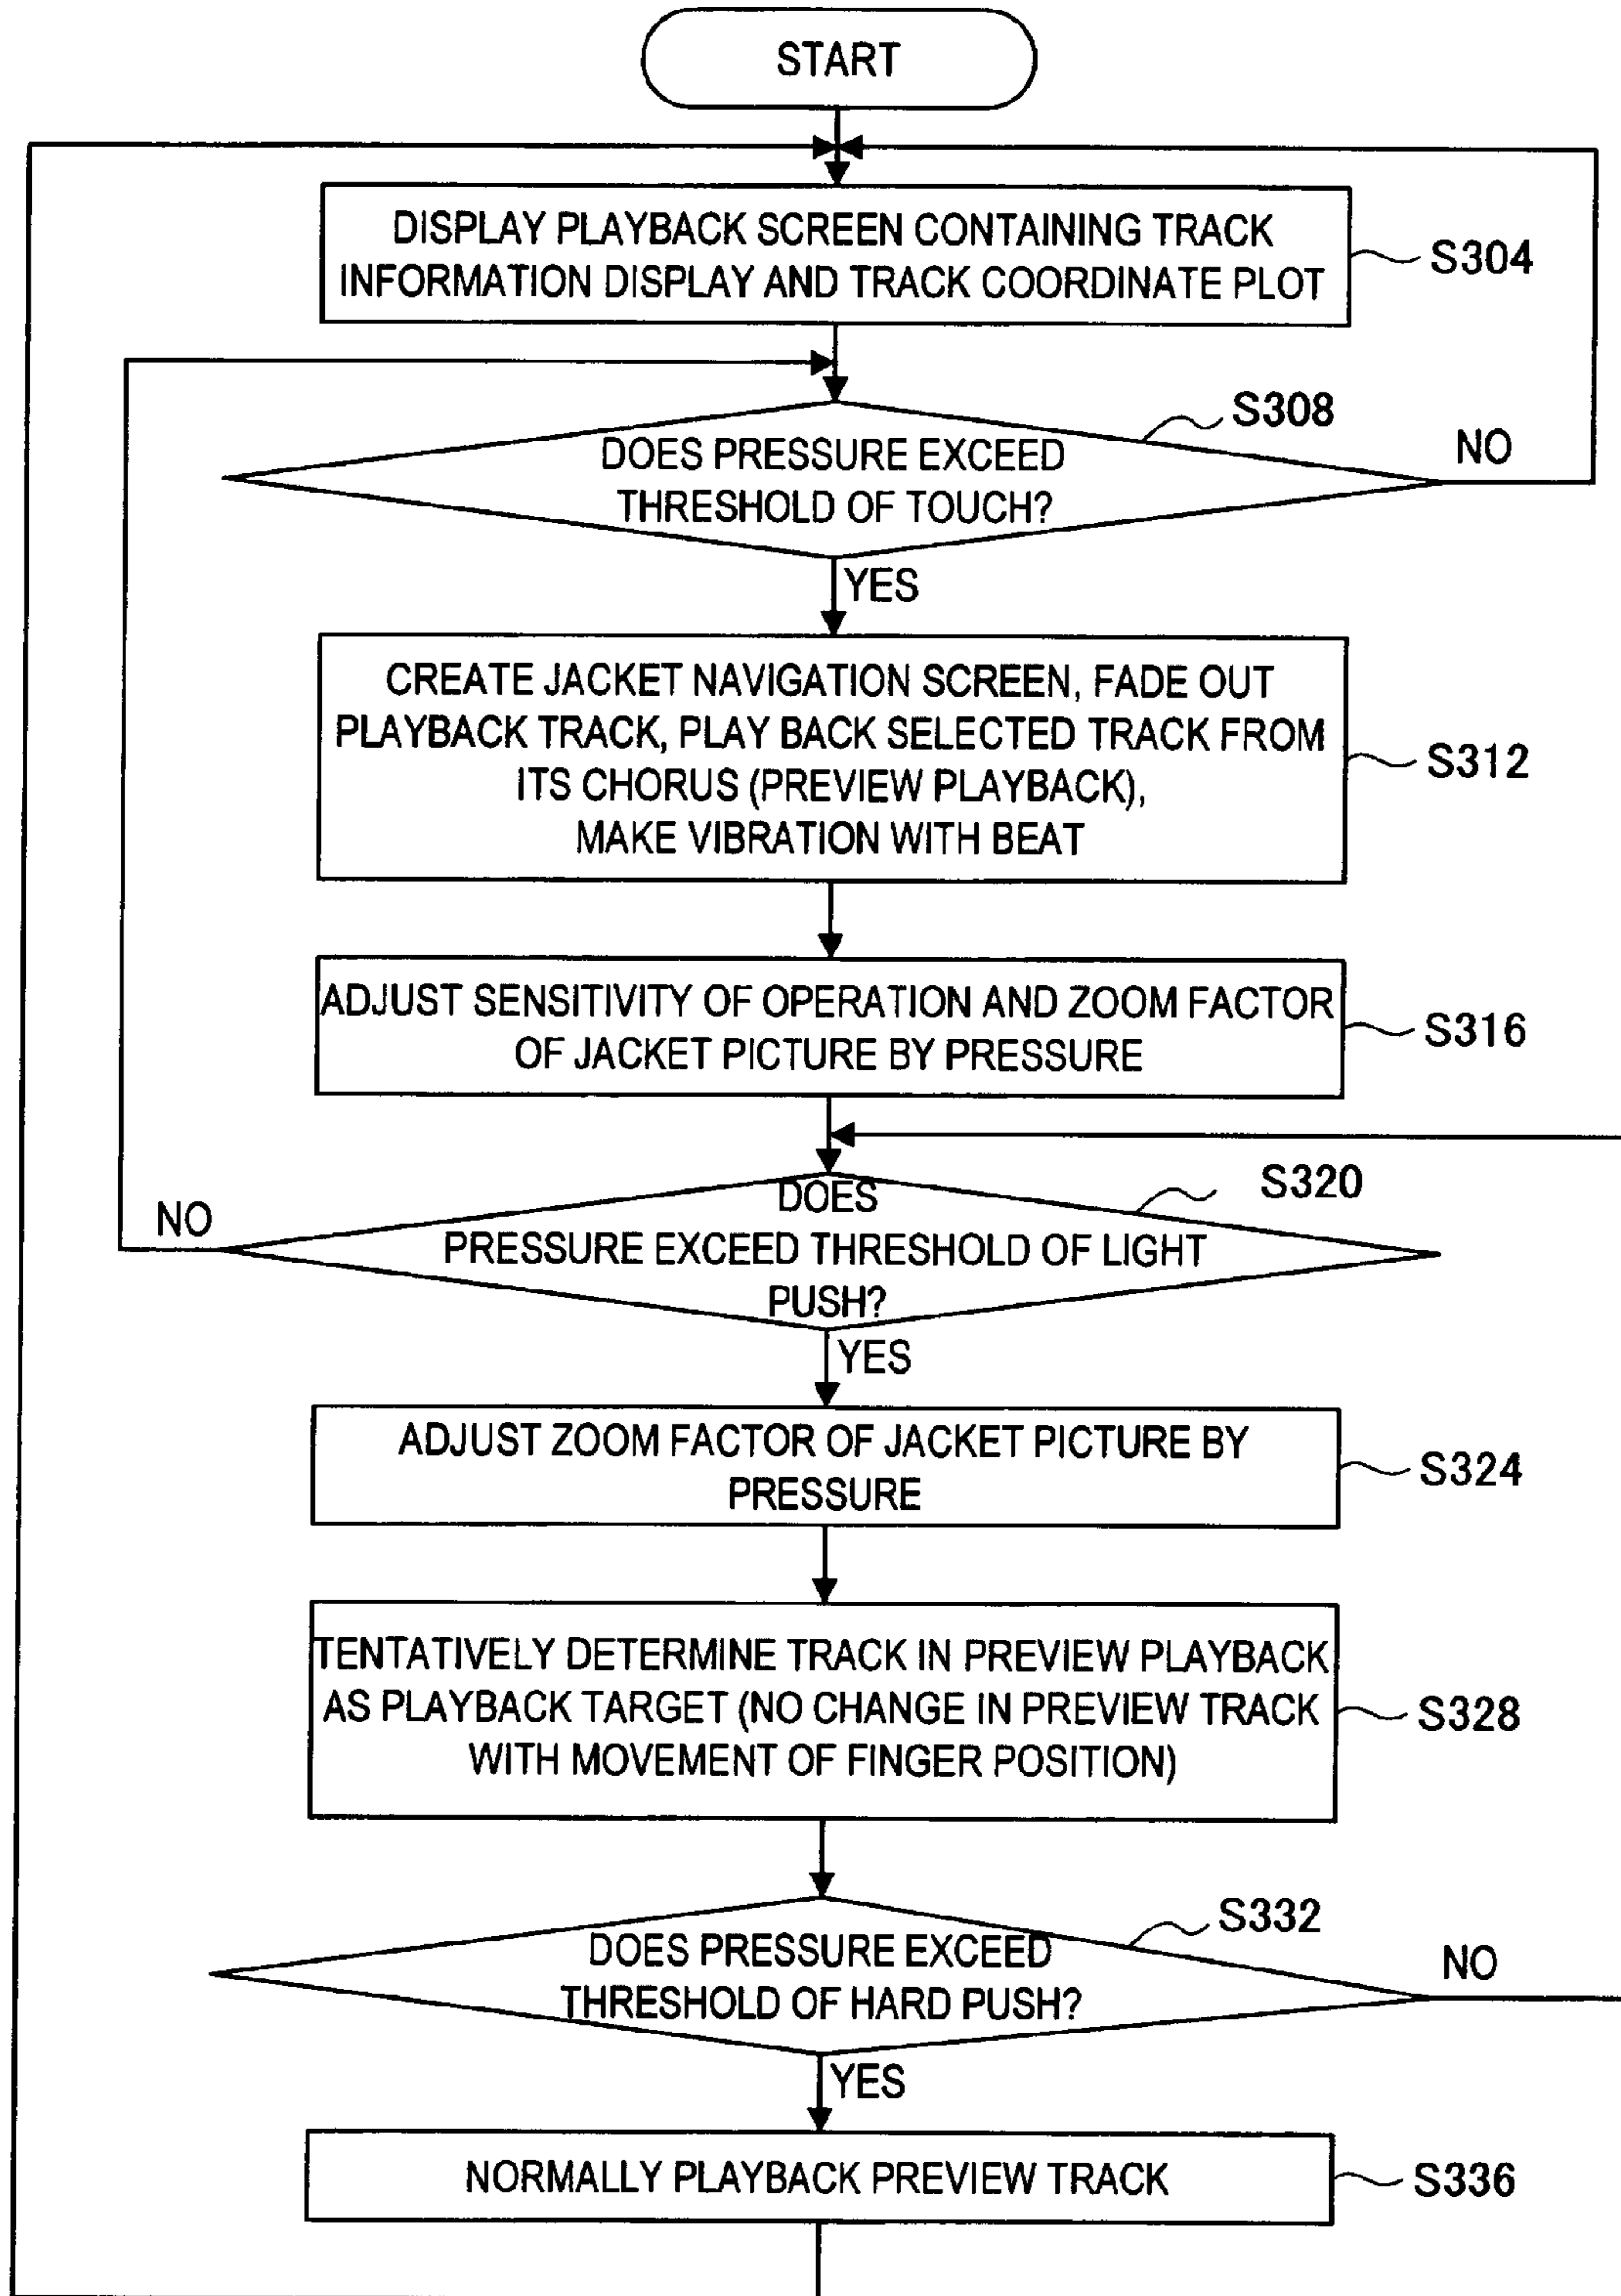 START
DISPLAY PLAYBACK SCREEN CONTAINING TRACK
INFORMATION DISPLAY AND TRACK COORDINATE PLOT
S304
S308
DOES PRESSURE EXCEED
THRESHOLD OF TOUCH?
NO
YES
CREATE JACKET NAVIGATION SCREEN, FADE OUT
PLAYBACK TRACK, PLAY BACK SELECTED TRACK FROM
ITS CHORUS (PREVIEW PLAYBACK),
MAKE VIBRATION WITH BEAT
S312
ADJUST SENSITIVITY OF OPERATION AND ZOOM FACTOR
OF JACKET PICTURE BY PRESSURE
S316
S320
NO
DOES
PRESSURE EXCEED THRESHOLD OF LIGHT
PUSH?
YES
ADJUST ZOOM FACTOR OF JACKET PICTURE BY
PRESSURE
S324
TENTATIVELY DETERMINE TRACK IN PREVIEW PLAYBACK
AS PLAYBACK TARGET (NO CHANGE IN PREVIEW TRACK
WITH MOVEMENT OF FINGER POSITION)
S328
S332
DOES PRESSURE EXCEED
THRESHOLD OF HARD PUSH?
NO
YES
NORMALLY PLAYBACK PREVIEW TRACK
S336